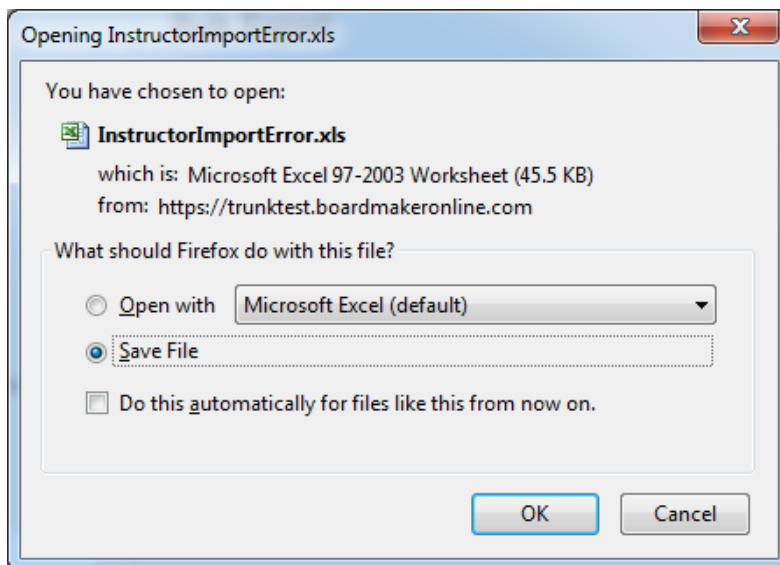 Opening InstructorImportError.xls
You have chosen to open:
InstructorImportError.xls
which is: Microsoft Excel 97-2003 Worksheet (45.5 KB)
from: https://trunktest.boardmakeronline.com
What should Firefox do with this file?
Open with Microsoft Excel (default)
Save File
Do this automatically for files like this from now on.
OK Cancel